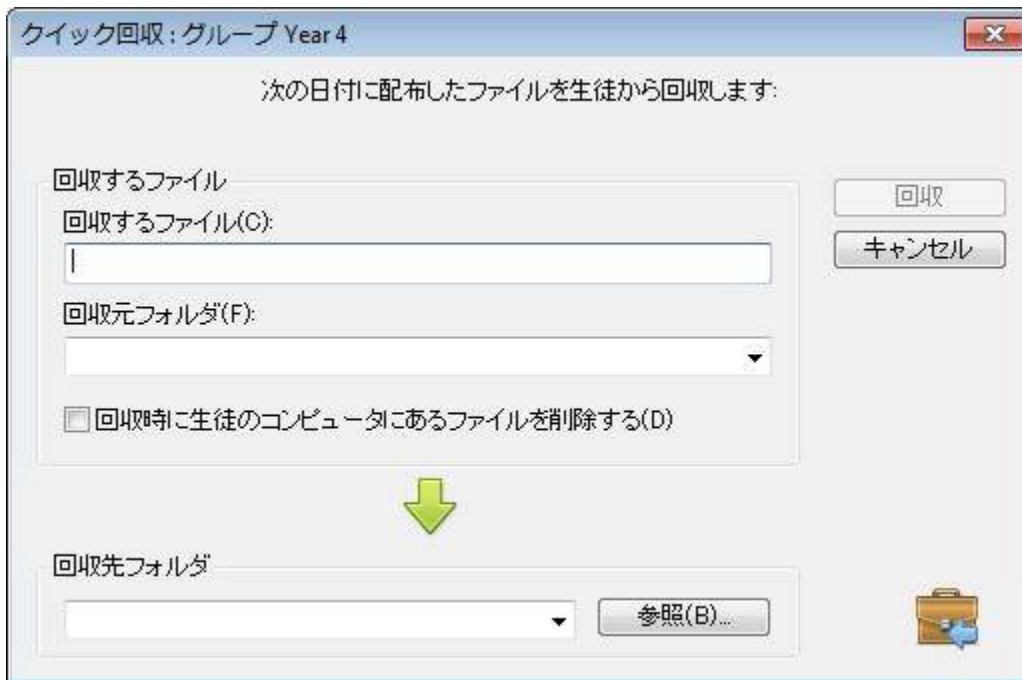 クイック回収 : グループ Year 4
次の日付に配布したファイルを生徒から回収します:
回収するファイル
回収するファイル(C):
回収
キャンセル
回収元フォルダ(F):
回収時に生徒のコンピュータにあるファイルを削除する(D)
回収先フォルダ
参照(B)...